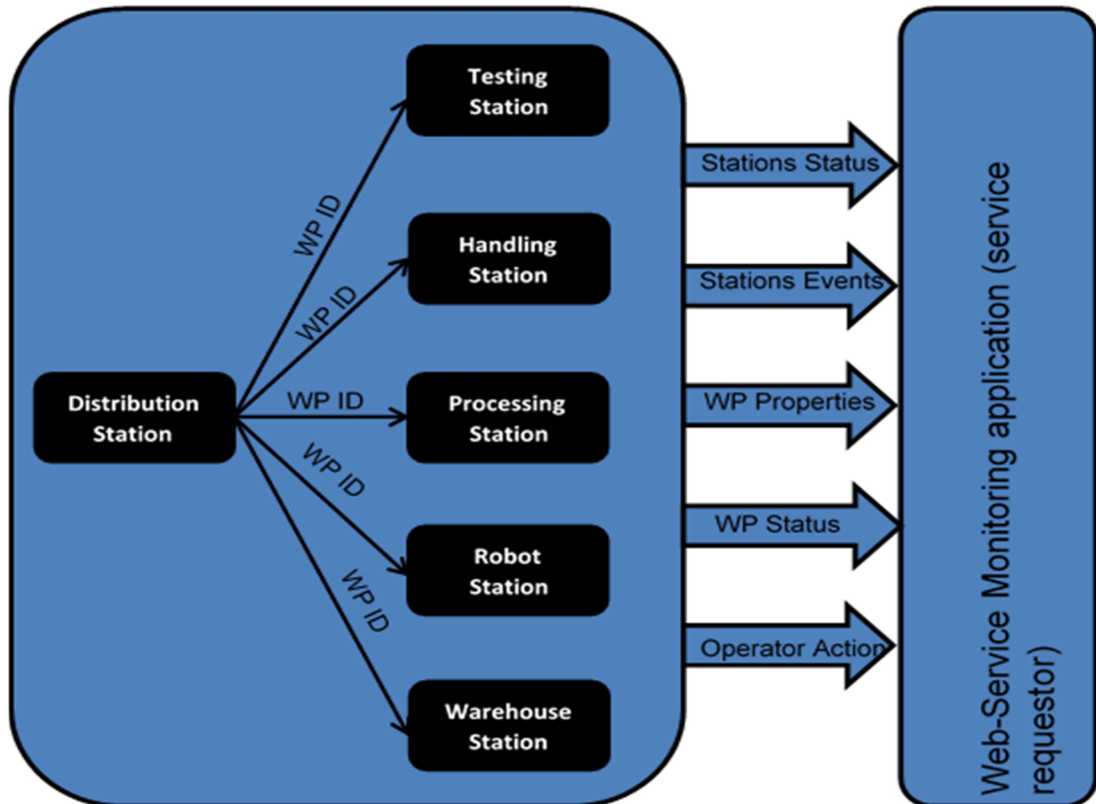 Testing
Station
WP ID
Handling
Station
WP ID
Distribution
Station
WP ID
Processing
Station
WP ID
Robot
Station
WP ID
Warehouse
Station
Stations Status
Stations Events
WP Properties
WP Status
Operator Action
Web-Service Monitoring application (service
requestor)